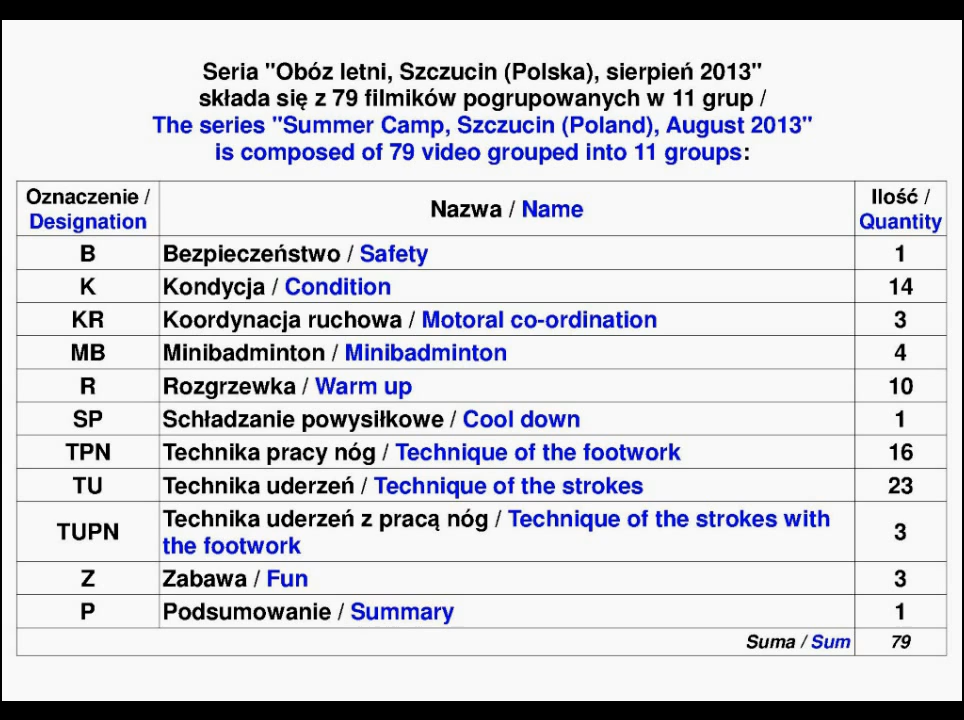 Seria "Obóz letni, Szczucin (Polska), sierpień 2013"
składa się z 79 filmików pogrupowanych w 11 grup /
The series "Summer Camp, Szczucin (Poland), August 2013"
is composed of 79 video grouped into 11 groups:
Oznaczenie / Designation Nazwa / Name Ilość / Quantity
B Bezpieczeństwo / Safety 1
K Kondycja / Condition 14
KR Koordynacja ruchowa / Motoral co-ordination 3
MB Minibadminton / Minibadminton 4
R Rozgrzewka / Warm up 10
SP Schładzanie powysiłkowe / Cool down 1
TPN Technika pracy nóg / Technique of the footwork 16
TU Technika uderzeń / Technique of the strokes 23
TUPN Technika uderzeń z pracą nóg / Technique of the strokes with
the footwork 3
Z Zabawa / Fun 3
P Podsumowanie / Summary 1
Suma / Sum 79